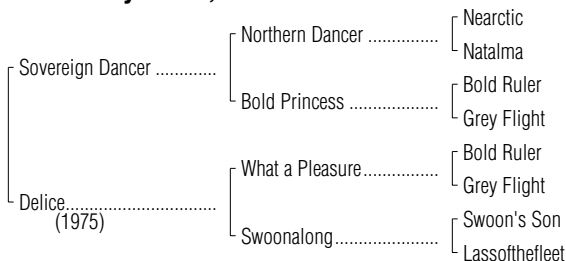 Nearctic
Northern Dancer ...............
Natalma
Sovereign Dancer .............
Bold Ruler
Bold Princess ...................
Grey Flight
Bold Ruler
What a Pleasure................
Grey Flight
Delice................................
(1975)
Swoon's Son
Swoonalong......................
Lassofthefleet